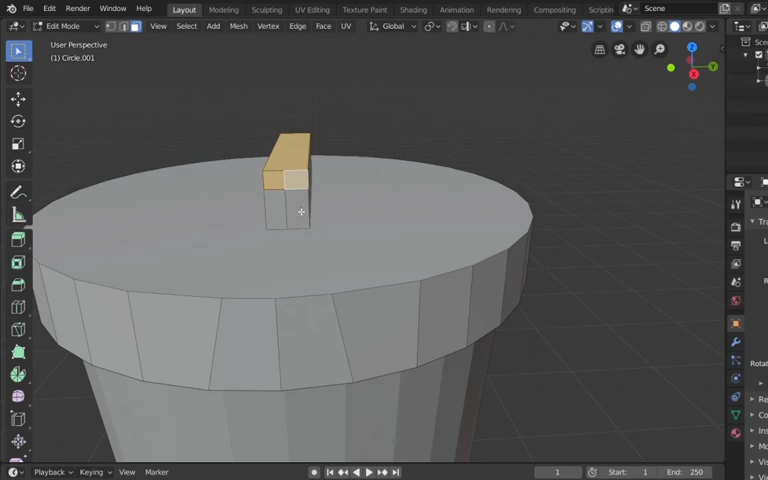 File Edit Render Window Help Layout Modeling Sculpting UV Editing Texture Paint Shading Animation Rendering Compositing Scriptin Scene
Edit Mode View Select Add Mesh Vertex Edge Face UV Global
User Perspective
(1) Circle.001
Z
Y
X
Playback Keying View Marker 1 Start: 1 End: 250